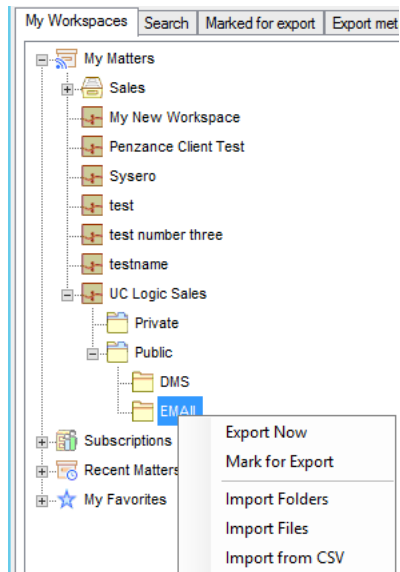 My Workspaces Search Marked for export Export met
My Matters
Sales
My New Workspace
Penzance Client Test
Sysero
test
test number three
testname
UC Logic Sales
Private
Public
DMS
EMAIL
Subscriptions
Recent Matters
My Favorites
Export Now
Mark for Export
Import Folders
Import Files
Import from CSV